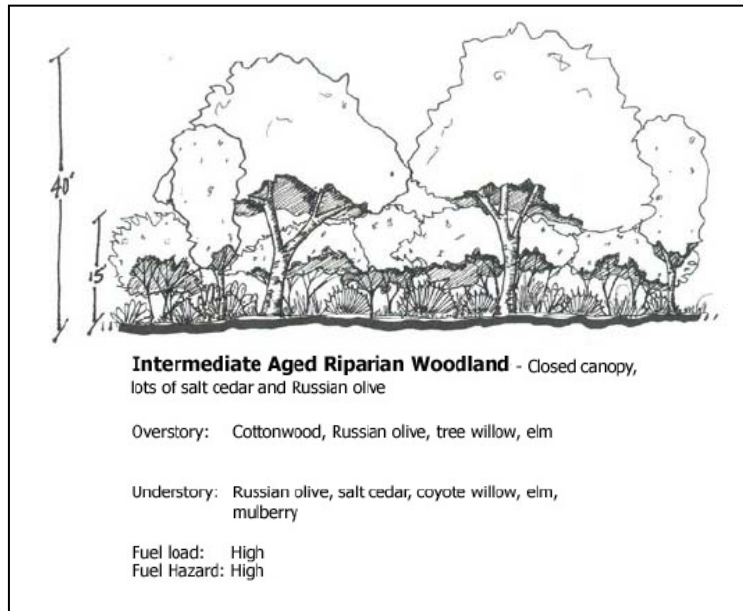 40'
15'
Intermediate Aged Riparian Woodland - Closed canopy,
lots of salt cedar and Russian olive
Overstory: Cottonwood, Russian olive, tree willow, elm
Understory: Russian olive, salt cedar, coyote willow, elm,
mulberry
Fuel load: High
Fuel Hazard: High